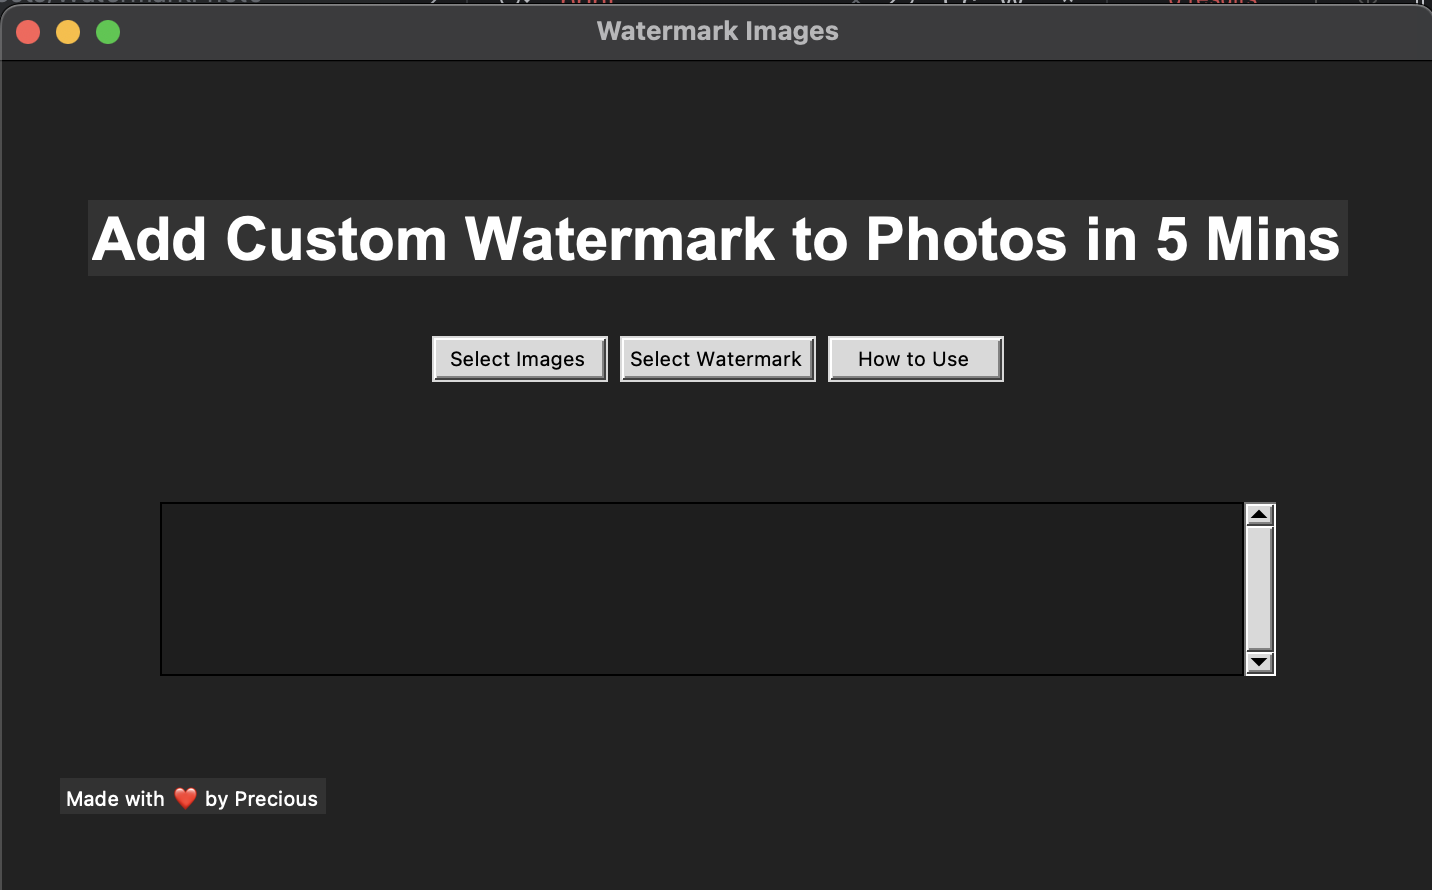 Watermark Images
Add Custom Watermark to Photos in 5 Mins
Select Images
Select Watermark
How to Use
Made with ❤️ by Precious